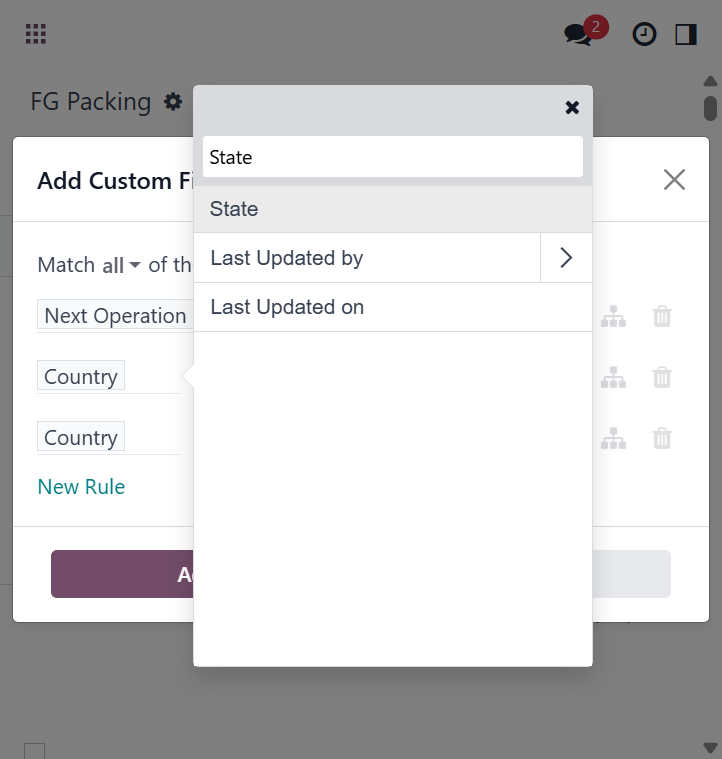 2
FG Packing
Add Custom Fi
State
Match all of th
State
Last Updated by
Last Updated on
Next Operation
Country
Country
New Rule
A